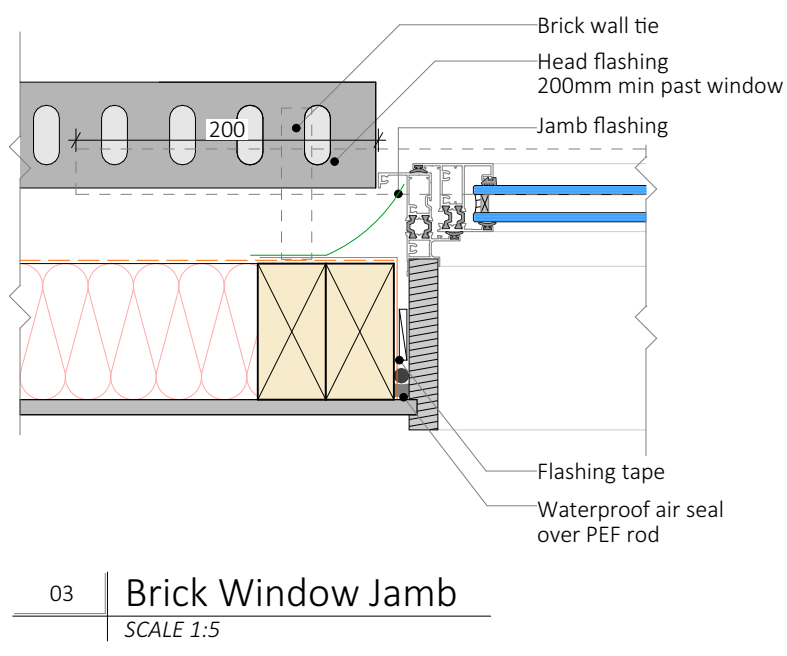 Brick wall tie
Head flashing
200mm min past window
Jamb flashing
200
Flashing tape
Waterproof air seal
over PEF rod
03
Brick Window Jamb
SCALE 1:5